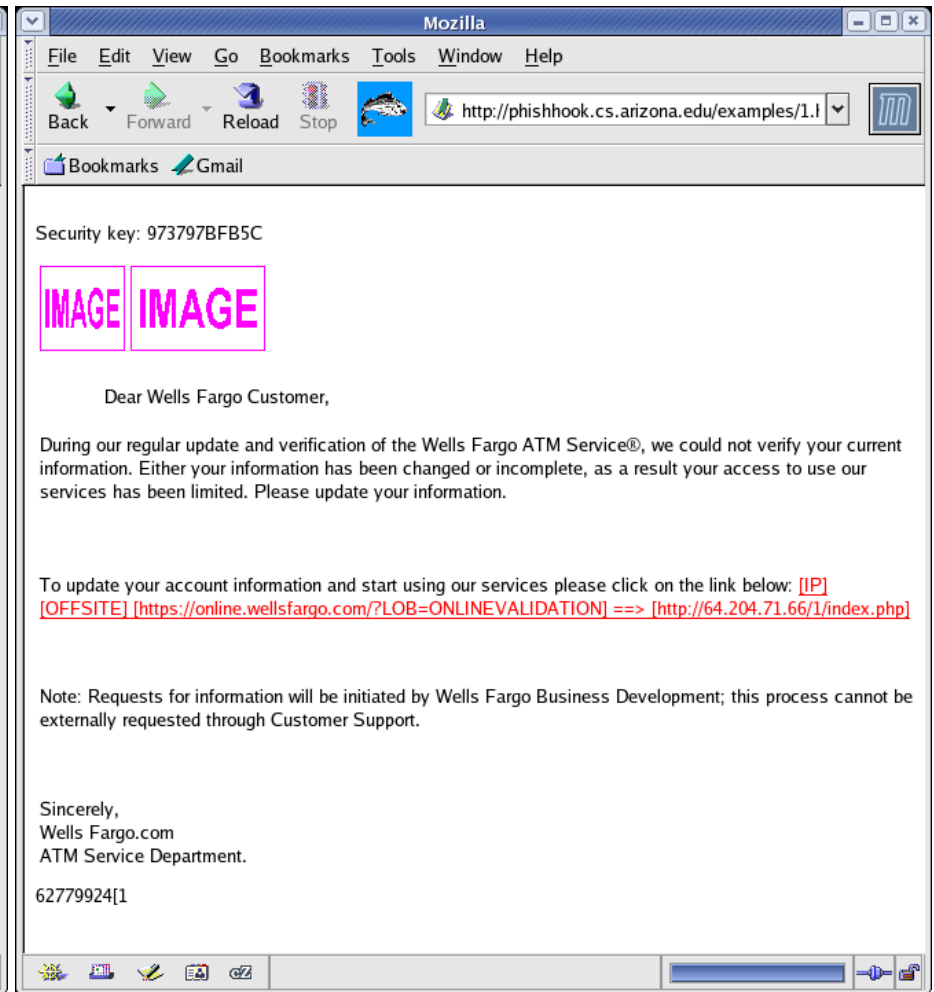 Mozilla
File Edit View Go Bookmarks Tools Window Help
Back Forward Reload Stop http://phishhook.cs.arizona.edu/examples/1.
Bookmarks Gmail
Security key: 973797BFB5C
IMAGE IMAGE
Dear Wells Fargo Customer,
During our regular update and verification of the Wells Fargo ATM Service®, we could not verify your current
information. Either your information has been changed or incomplete, as a result your access to use our
services has been limited. Please update your information.
To update your account information and start using our services please click on the link below: [IP]
[OFFSITE] [https://online.wellsfargo.com/?LOB=ONLINEVALIDATION] ==> [http://64.204.71.66/1/index.php]
Note: Requests for information will be initiated by Wells Fargo Business Development; this process cannot be
externally requested through Customer Support.
Sincerely,
Wells Fargo.com
ATM Service Department.
62779924[1